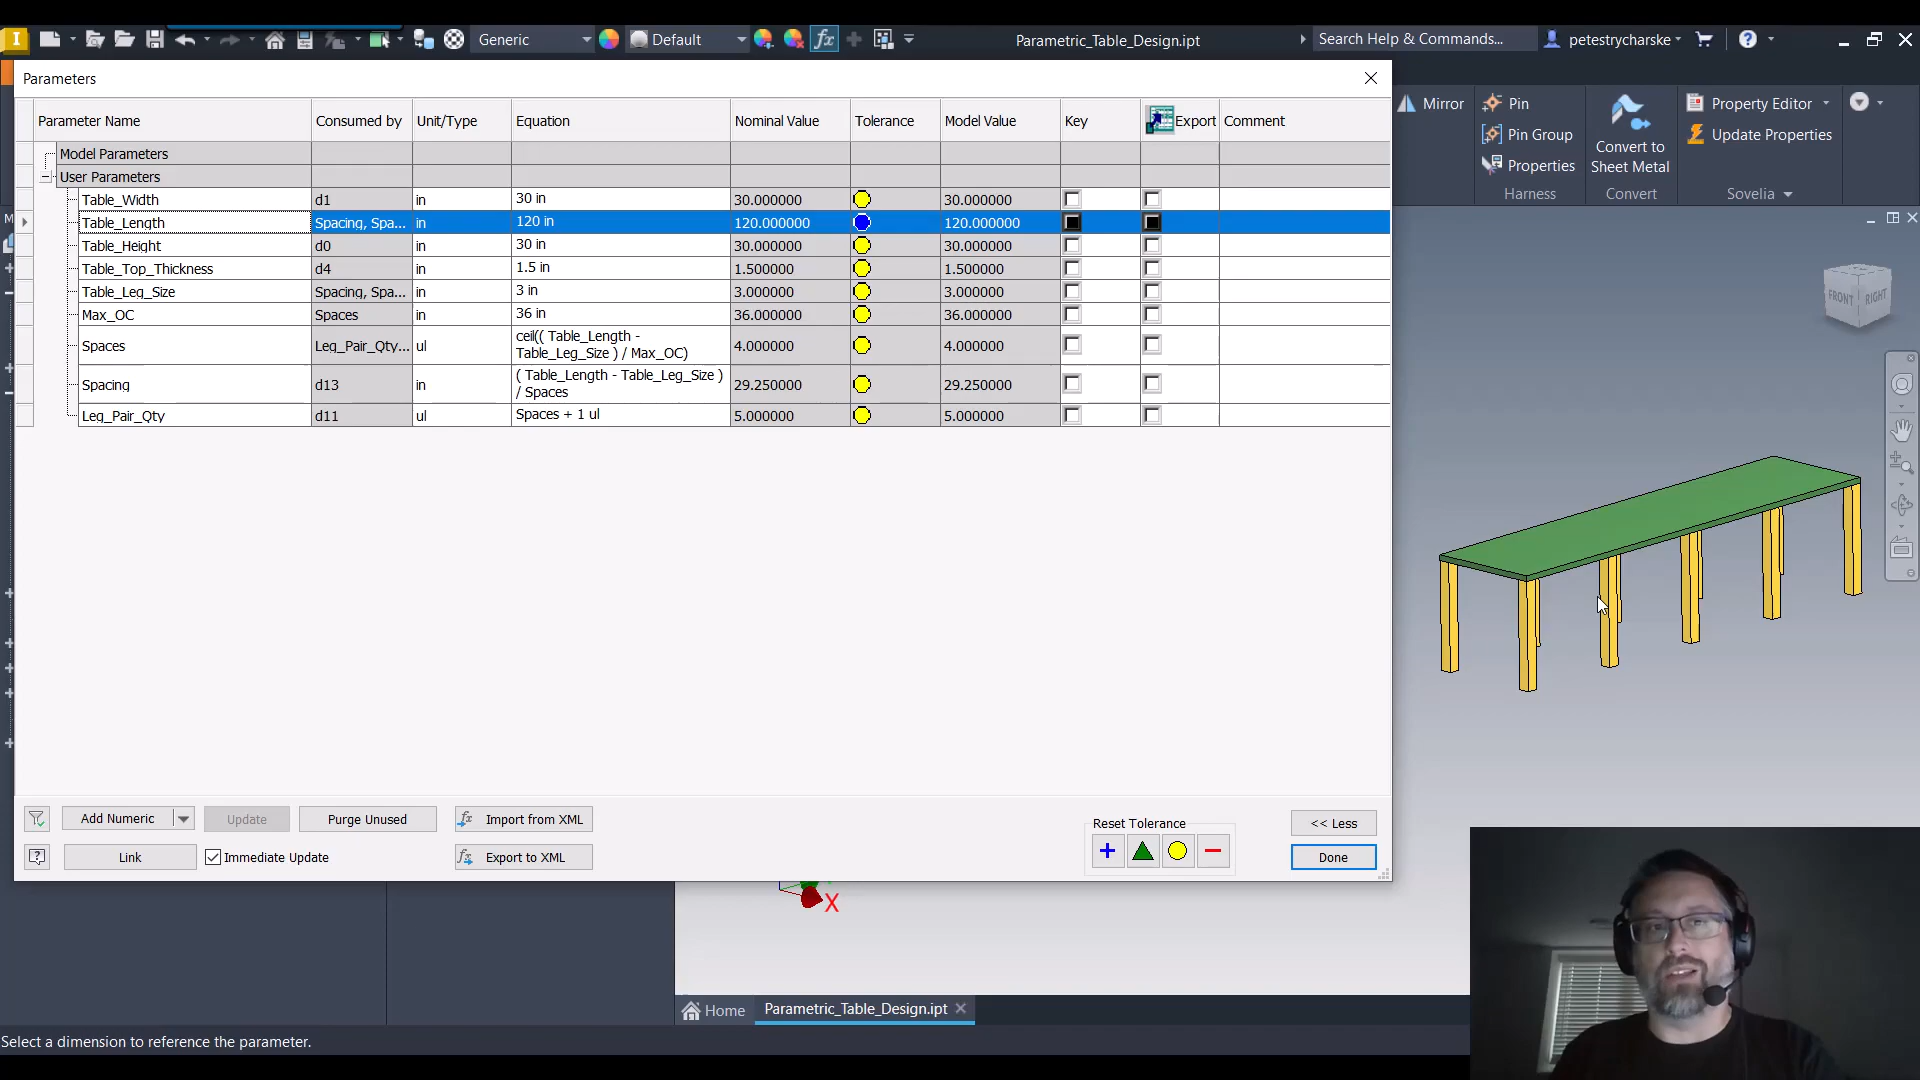 I
Generic
Default
fx
Parametric_Table_Design.ipt
Search Help & Commands...
petestrycharske
?
Parameters
Parameter Name Consumed by Unit/Type Equation Nominal Value Tolerance Model Value Key Export Comment
Model Parameters
User Parameters
Table_Width d1 in 30 in 30.000000 30.000000
Table_Length Spacing, Spa... in 120 in 120.000000 120.000000
Table_Height d0 in 30 in 30.000000 30.000000
Table_Top_Thickness d4 in 1.5 in 1.500000 1.500000
Table_Leg_Size Spacing, Spa... in 3 in 3.000000 3.000000
Max_OC Spaces in 36 in 36.000000 36.000000
Spaces Leg_Pair_Qty... ul ceil(( Table_Length -
Table_Leg_Size ) / Max_OC) 4.000000 4.000000
Spacing d13 in ( Table_Length - Table_Leg_Size )
/ Spaces 29.250000 29.250000
Leg_Pair_Qty d11 ul Spaces + 1 ul 5.000000 5.000000
Add Numeric
Update
Purge Unused
fx Import from XML
Link
Immediate Update
fx Export to XML
Reset Tolerance
<< Less
Done
Mirror
Pin
Pin Group
Properties
Harness
Convert to
Sheet Metal
Convert
Property Editor
Update Properties
Sovelia
M
FRONT RIGHT
X
Home
Parametric_Table_Design.ipt
Select a dimension to reference the parameter.